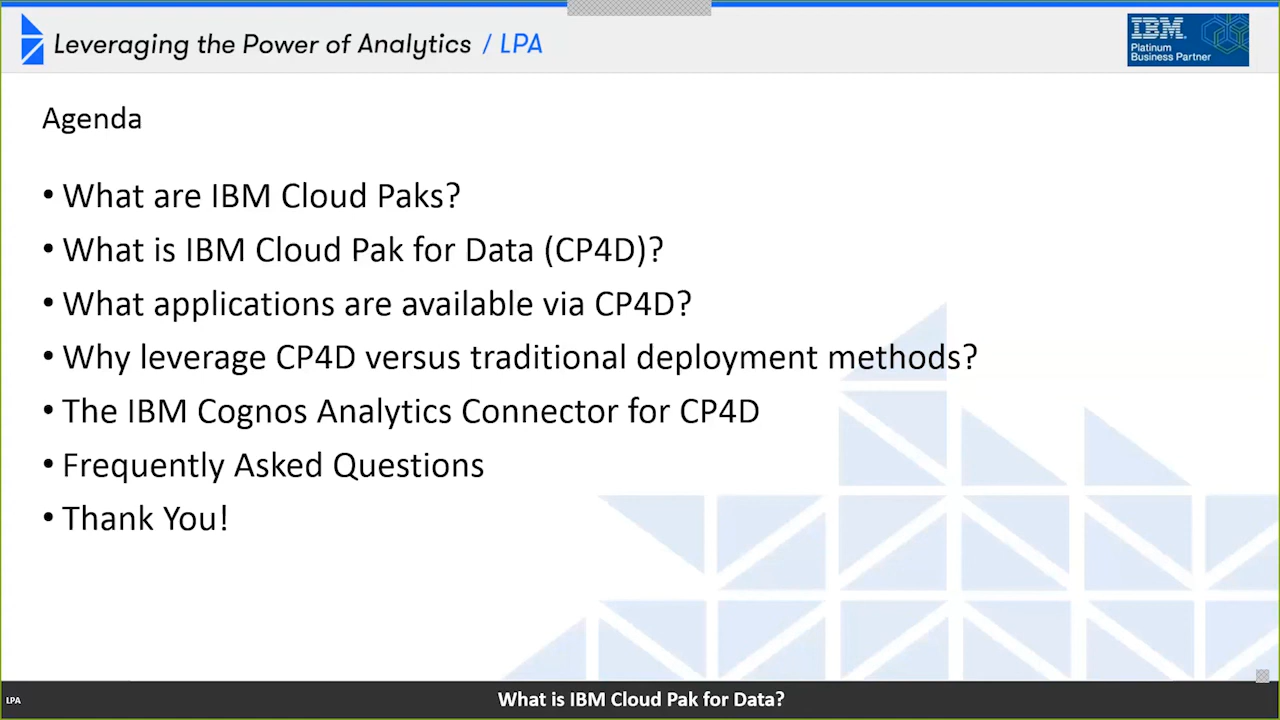 Leveraging the Power of Analytics / LPA
IBM
Platinum
Business Partner
Agenda
• What are IBM Cloud Paks?
• What is IBM Cloud Pak for Data (CP4D)?
• What applications are available via CP4D?
• Why leverage CP4D versus traditional deployment methods?
• The IBM Cognos Analytics Connector for CP4D
• Frequently Asked Questions
• Thank You!
LPA
What is IBM Cloud Pak for Data?